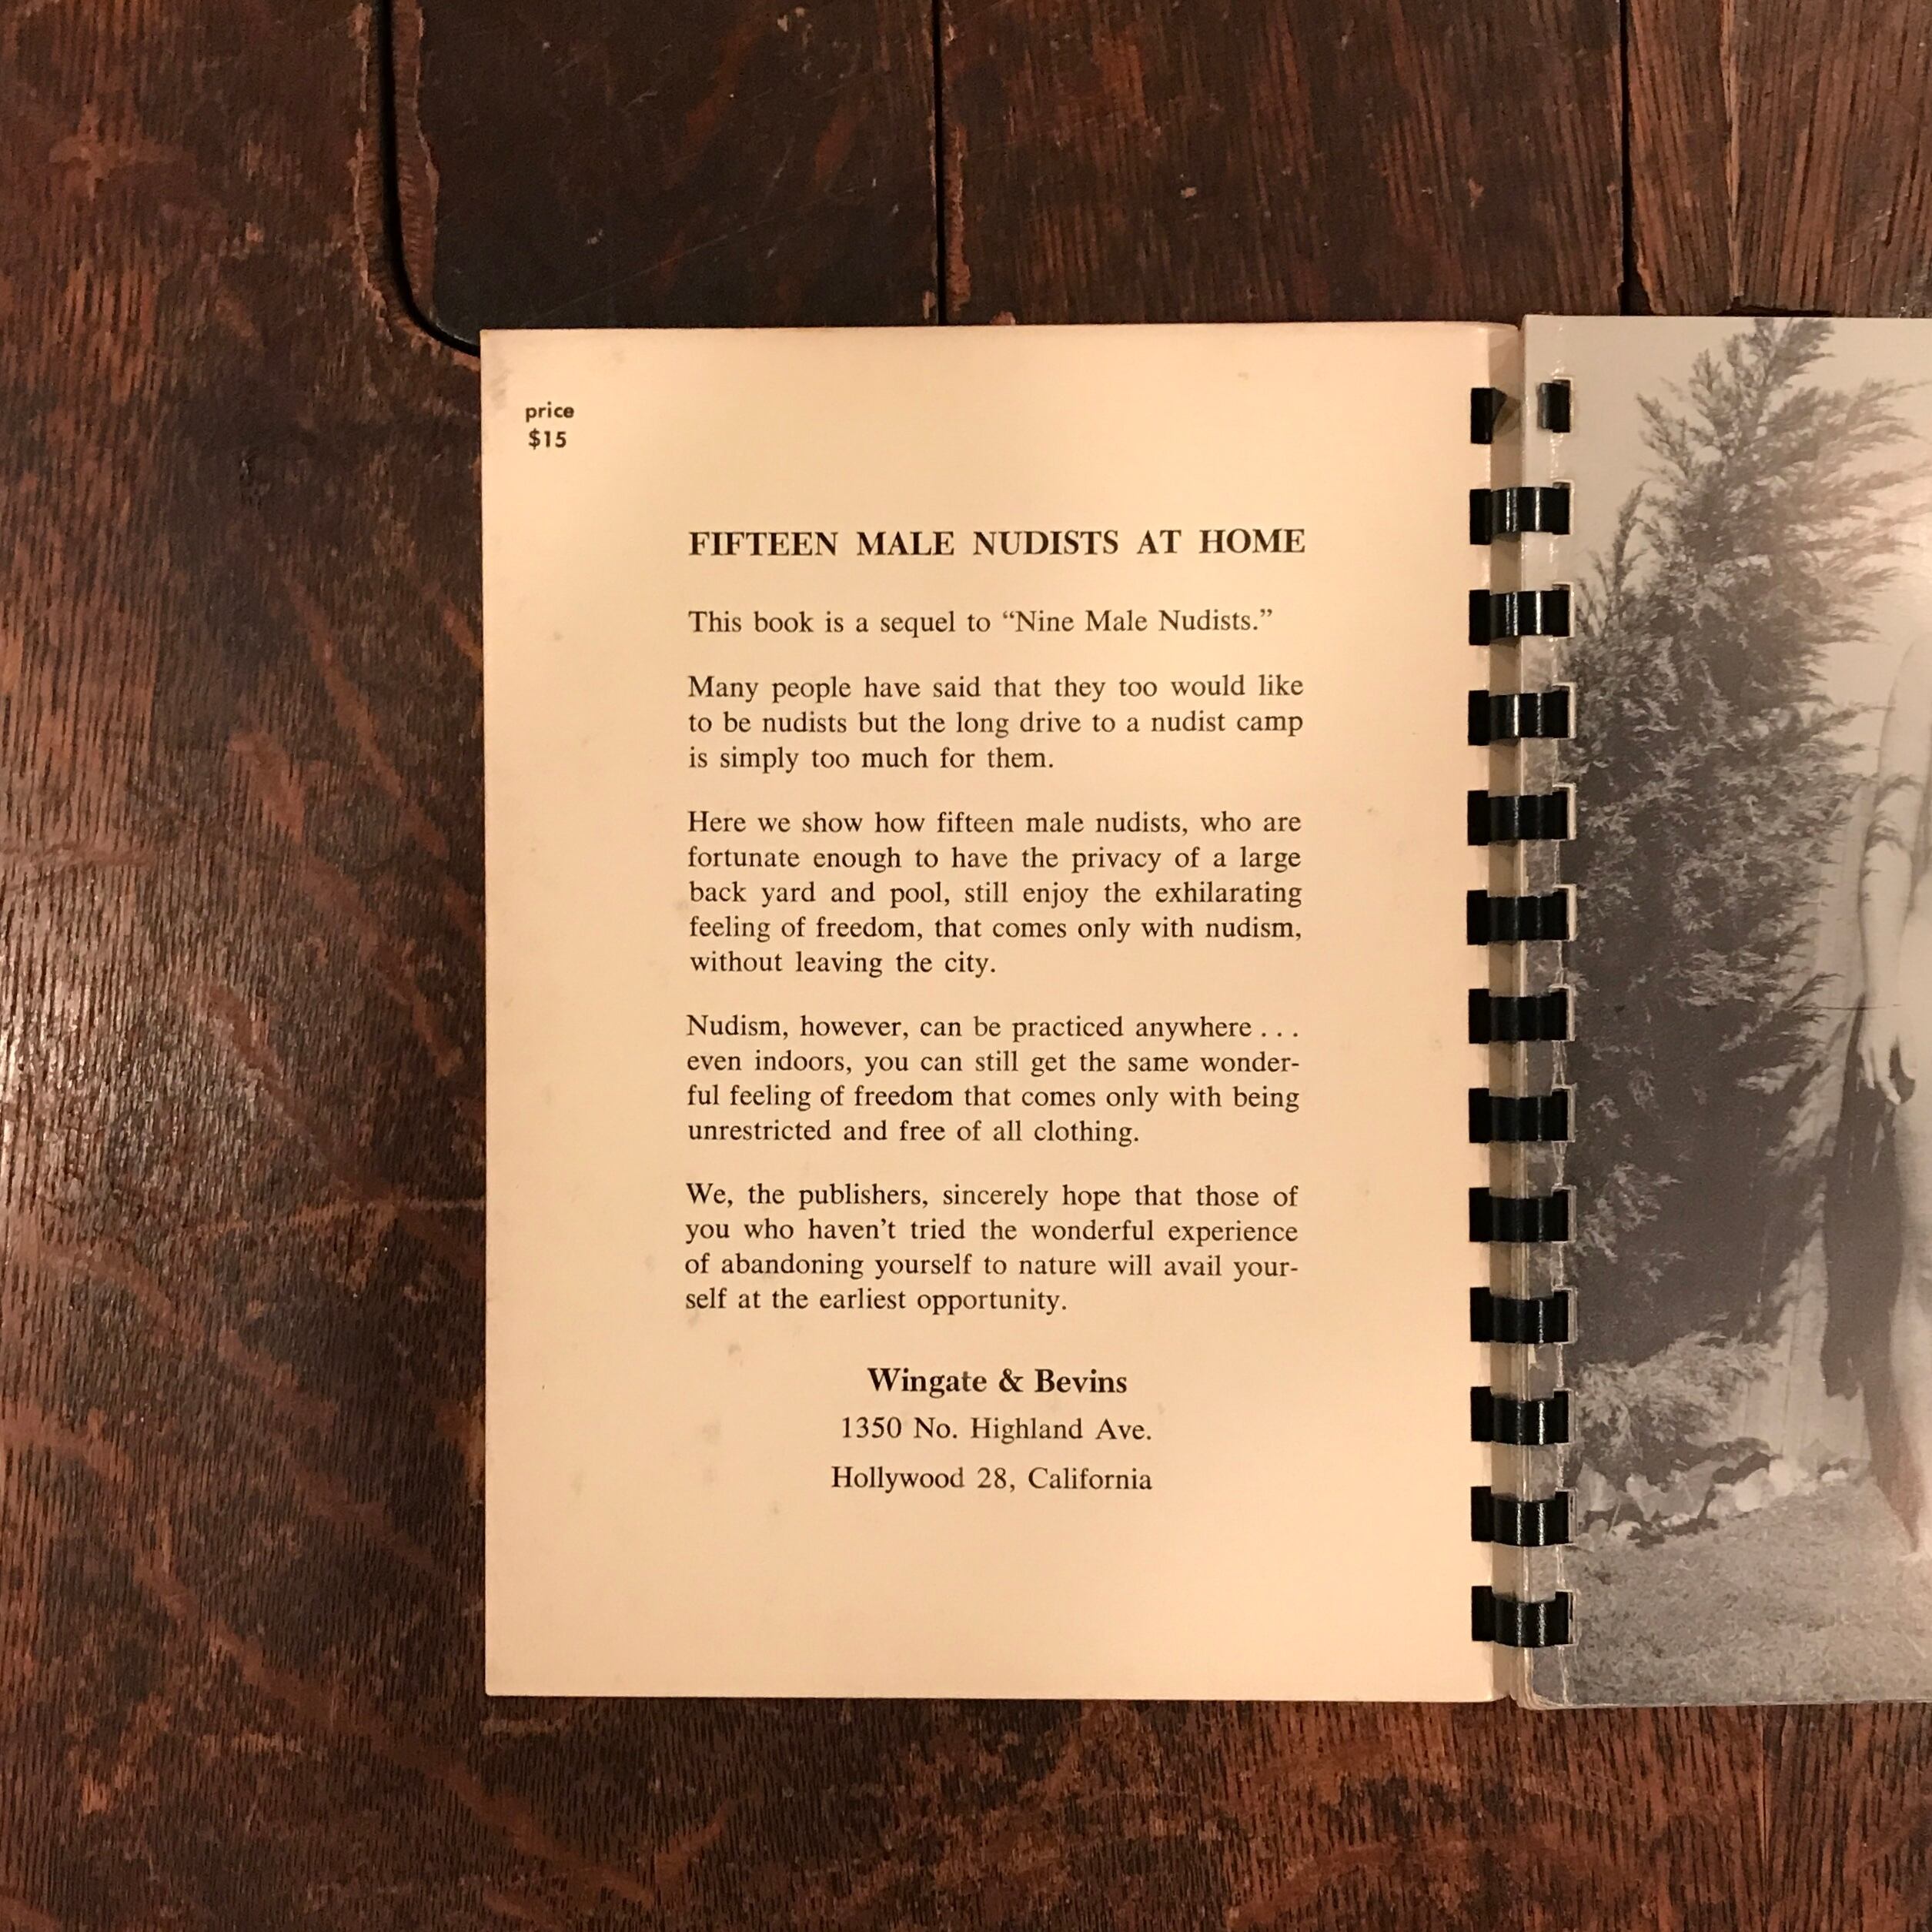 price
$15
FIFTEEN MALE NUDISTS AT HOME
This book is a sequel to “Nine Male Nudists.”
Many people have said that they too would like
to be nudists but the long drive to a nudist camp
is simply too much for them.
Here we show how fifteen male nudists, who are
fortunate enough to have the privacy of a large
back yard and pool, still enjoy the exhilarating
feeling of freedom, that comes only with nudism,
without leaving the city.
Nudism, however, can be practiced anywhere . . .
even indoors, you can still get the same wonder-
ful feeling of freedom that comes only with being
unrestricted and free of all clothing.
We, the publishers, sincerely hope that those of
you who haven’t tried the wonderful experience
of abandoning yourself to nature will avail your-
self at the earliest opportunity.
Wingate & Bevins
1350 No. Highland Ave.
Hollywood 28, California